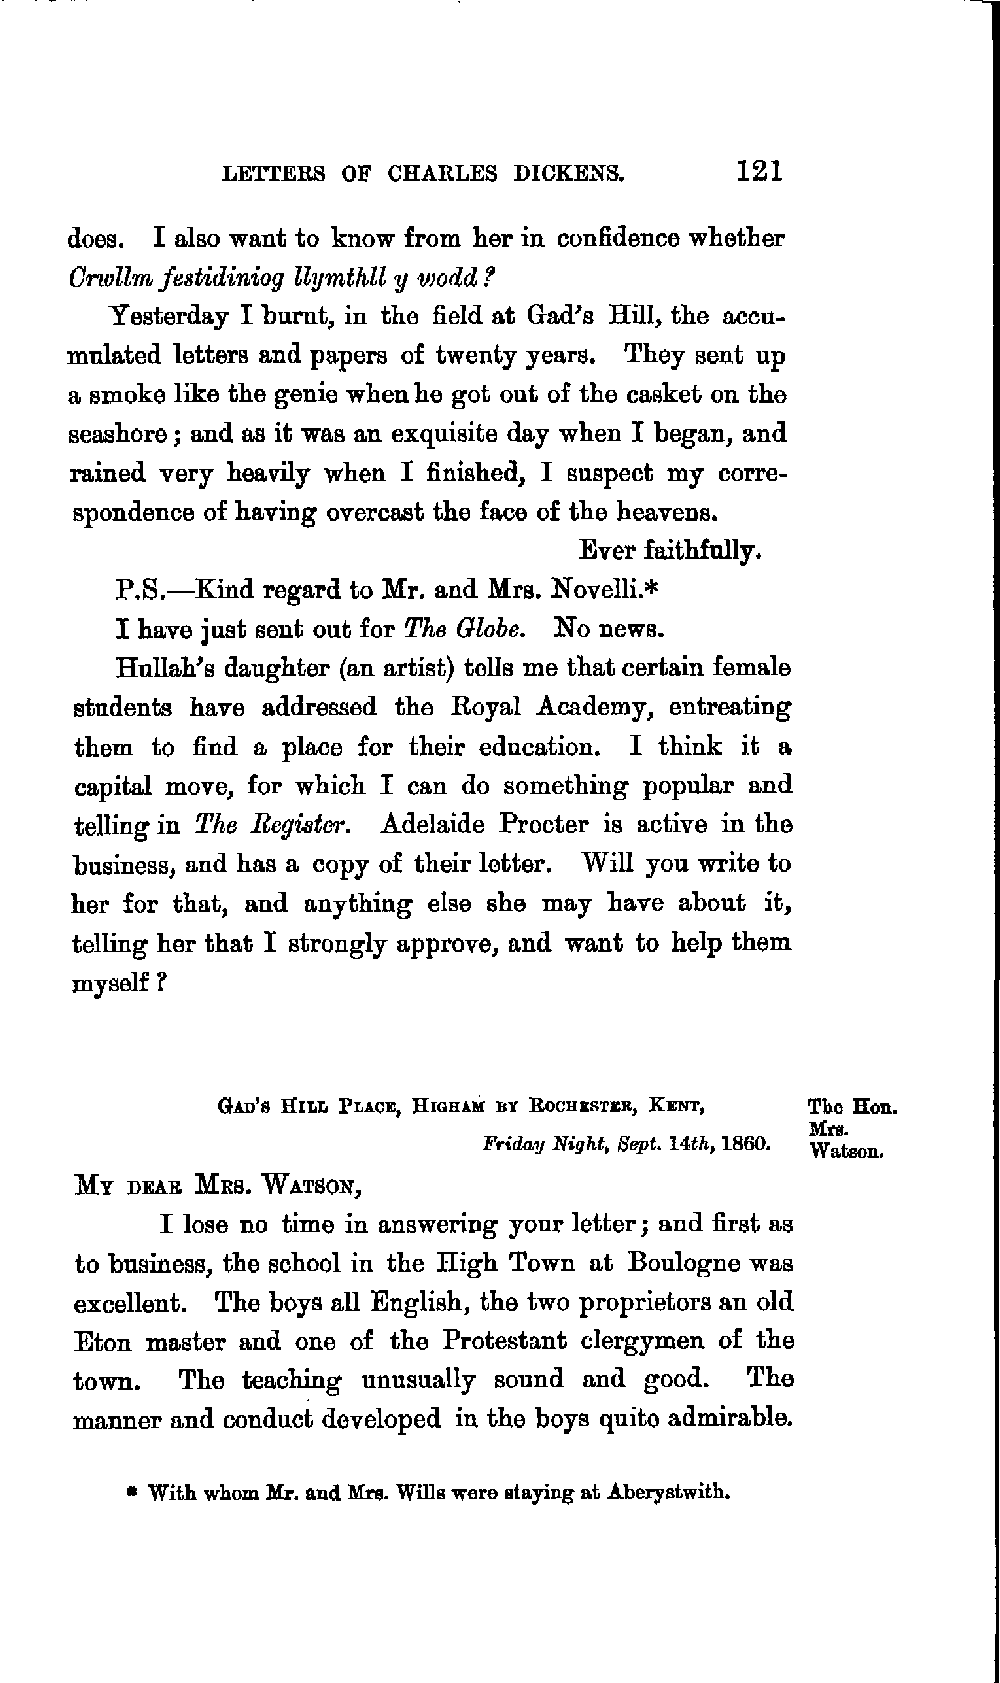 LETTERS OF CHARLES DICKENS. 121
does. I also want to know from her in confidence whether
Crwllm festidiniog llymthll y wodd?
Yesterday I burnt, in the field at Gad's Hill, the accu-
mulated letters and papers of twenty years. They sent up
a smoke like the genie when he got out of the casket on the
seashore; and as it was an exquisite day when I began, and
rained very heavily when I finished, I suspect my corre-
spondence of having overcast the face of the heavens.
Ever faithfully.
P.S.—Kind regard to Mr. and Mrs. Novelli.*
I have just sent out for The Globe. No news.
Hullah's daughter (an artist) tells me that certain female
students have addressed the Royal Academy, entreating
them to find a place for their education. I think it a
capital move, for which I can do something popular and
telling in The Register. Adelaide Procter is active in the
business, and has a copy of their letter. Will you write to
her for that, and anything else she may have about it,
telling her that I strongly approve, and want to help them
myself?
GAD'S HILL PLACE, HIGHAM BY ROCHESTER, KENT,
Friday Night, Sept. 14th, 1860.
The Hon.
Mrs.
Watson.
MY DEAR MRS. WATSON,
I lose no time in answering your letter; and first as
to business, the school in the High Town at Boulogne was
excellent. The boys all English, the two proprietors an old
Eton master and one of the Protestant clergymen of the
town. The teaching unusually sound and good. The
manner and conduct developed in the boys quite admirable.
* With whom Mr. and Mrs. Wills were staying at Aberystwith.